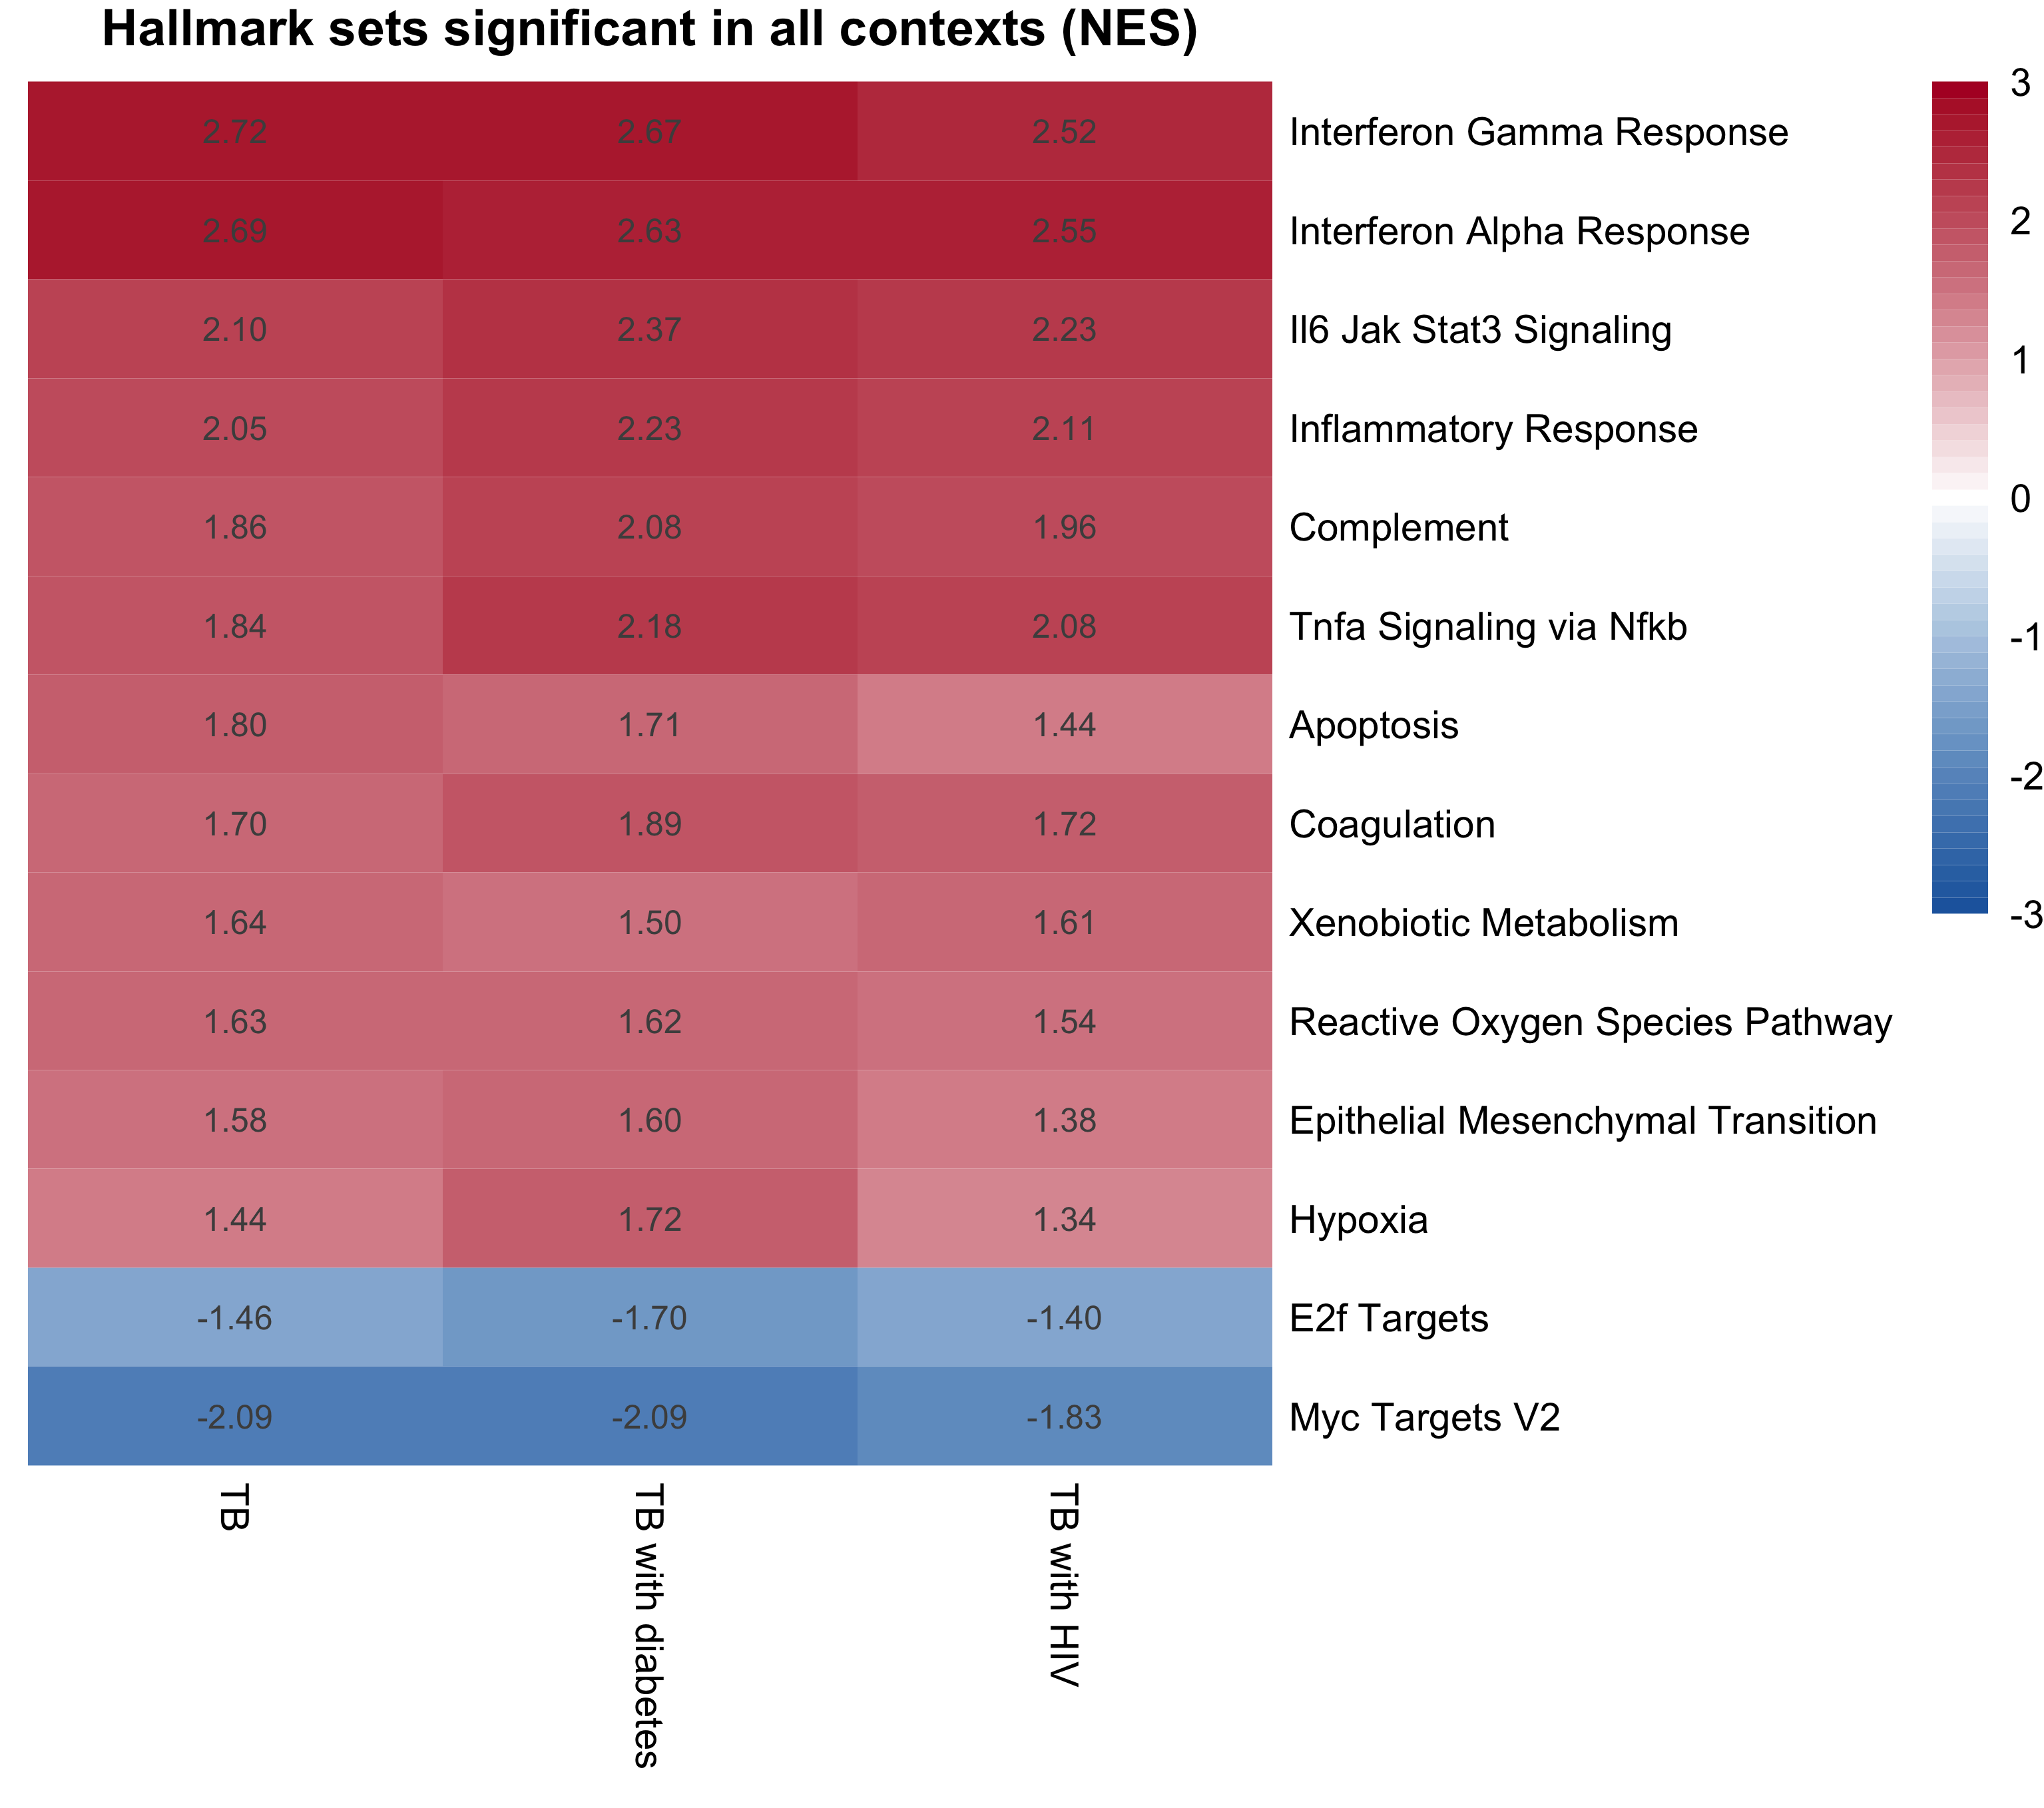 Hallmark sets significant in all contexts (NES)
2.72 2.67 2.52 Interferon Gamma Response
2.69 2.63 2.55 Interferon Alpha Response
2.10 2.37 2.23 Il6 Jak Stat3 Signaling
2.05 2.23 2.11 Inflammatory Response
1.86 2.08 1.96 Complement
1.84 2.18 2.08 Tnfa Signaling via Nfkb
1.80 1.71 1.44 Apoptosis
1.70 1.89 1.72 Coagulation
1.64 1.50 1.61 Xenobiotic Metabolism
1.63 1.62 1.54 Reactive Oxygen Species Pathway
1.58 1.60 1.38 Epithelial Mesenchymal Transition
1.44 1.72 1.34 Hypoxia
-1.46 -1.70 -1.40 E2f Targets
-2.09 -2.09 -1.83 Myc Targets V2
TB
TB with diabetes
TB with HIV
3
2
1
0
-1
-2
-3